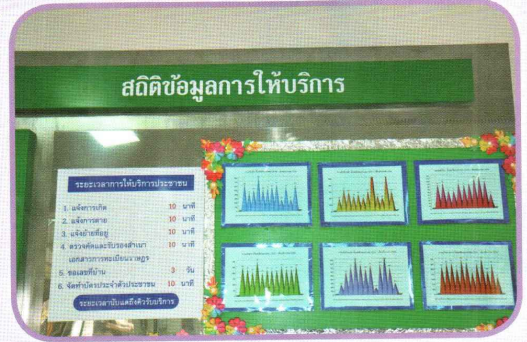 สถิติข้อมูลการให้บริการ
ระยะเวลาการให้บริการประชาชน
1. แจ้งการเกิด 10 นาที
2. แจ้งการตาย 10 นาที
3. แจ้งย้ายที่อยู่ 10 นาที
4. ตรวจคัดและรับรองสำเนา 10 นาที
เอกสารการทะเบียนราษฎร
5. ขอเลขที่บ้าน 3 วัน
6. จัดทำบัตรประจำตัวประชาชน 10 นาที
ระยะเวลานับแต่ถึงคิวรับบริการ